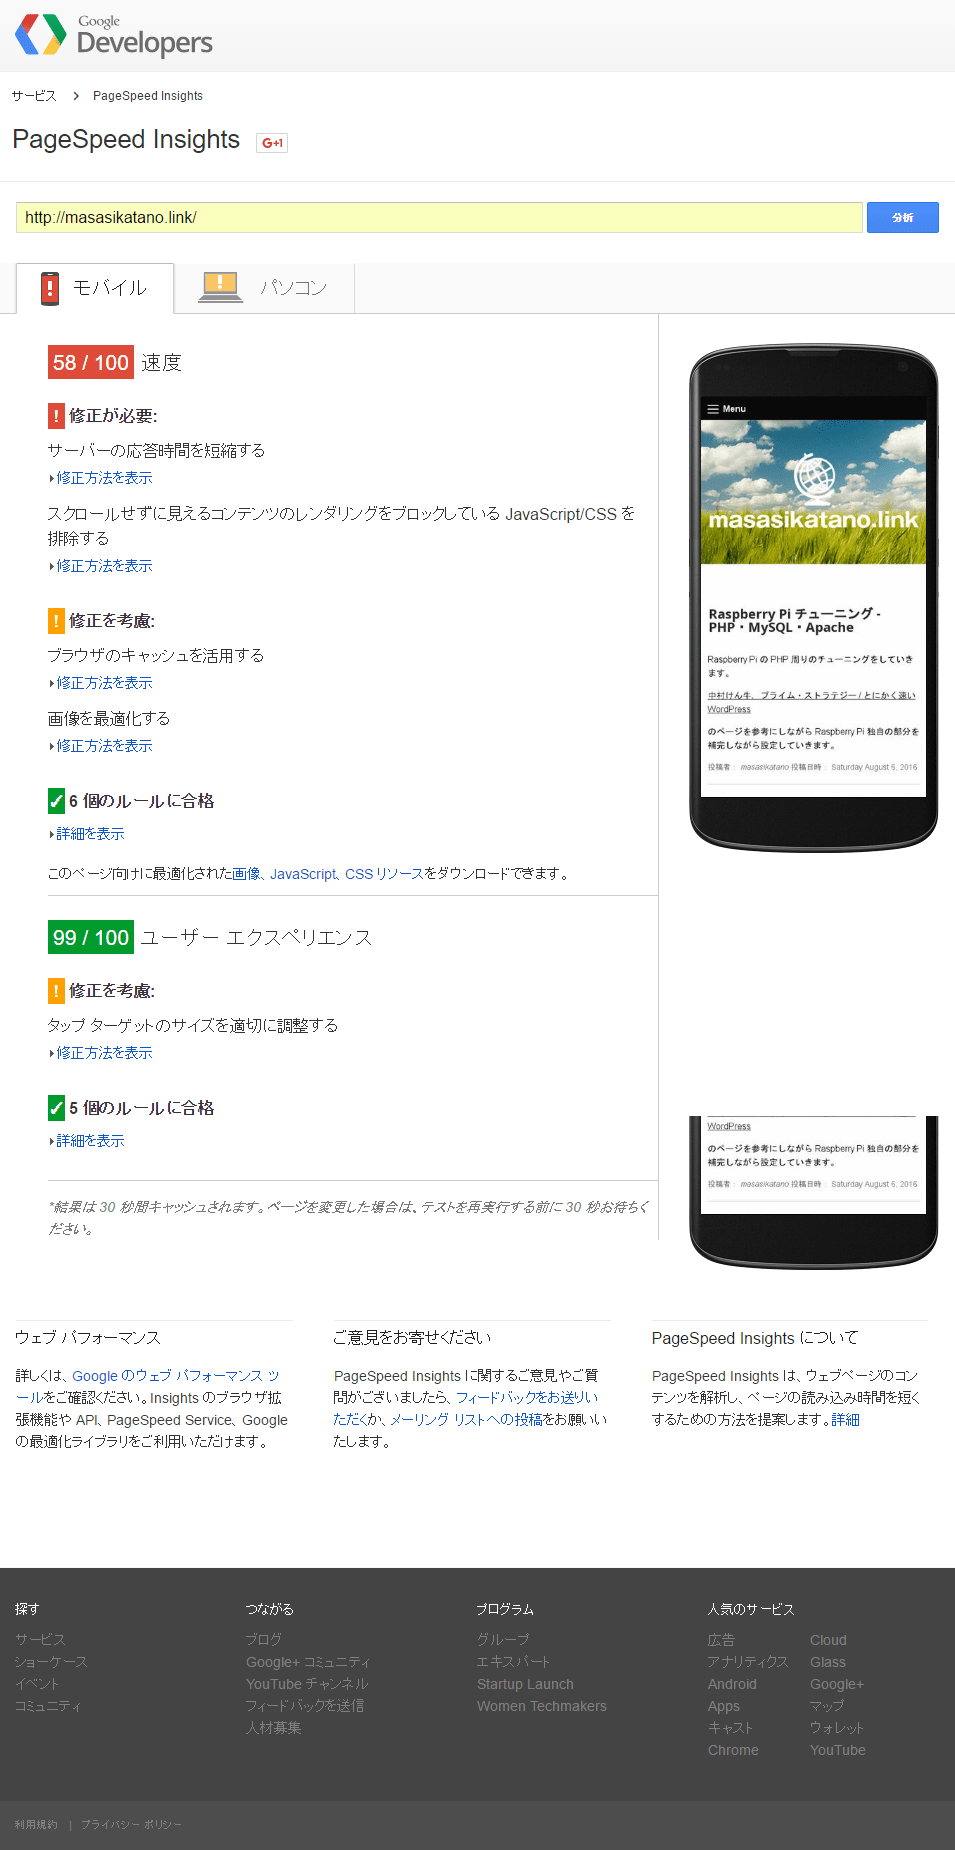 Google
Developers
サービス > PageSpeed Insights
PageSpeed Insights G+1
http://masasikatano.link/ 分析
モバイル パソコン
58 / 100 速度
! 修正が必要:
サーバーの応答時間を短縮する
修正方法を表示
スクロールせずに見えるコンテンツのレンダリングをブロックしている JavaScript/CSS を
排除する
修正方法を表示
! 修正を考慮:
ブラウザのキャッシュを活用する
修正方法を表示
画像を最適化する
修正方法を表示
✓ 6 個のルールに合格
詳細を表示
このページ向けに最適化された画像、JavaScript、CSS リソースをダウンロードできます。
99 / 100 ユーザー エクスペリエンス
! 修正を考慮:
タップ ターゲットのサイズを適切に調整する
修正方法を表示
✓ 5 個のルールに合格
詳細を表示
*結果は 30 秒間キャッシュされます。ページを変更した場合は、テストを再実行する前に 30 秒お待ちく
ださい。
Menu
masasikatano.link
Raspberry Pi チューニング -
PHP・MySQL・Apache
Raspberry Pi の PHP 周りのチューニングをしていき
ます。
中村けん牛、プライム・ストラテジー / とにかく速い
WordPress
のページを参考にしながら Raspberry Pi 独自の部分を
補完しながら設定していきます。
投稿者： masasikatano 投稿日時： Saturday August 6, 2016
WordPress
のページを参考にしながら Raspberry Pi 独自の部分を
補完しながら設定していきます。
投稿者： masasikatano 投稿日時： Saturday August 6, 2016
ウェブ パフォーマンス
詳しくは、Google のウェブ パフォーマンス ツ
ールをご確認ください。Insights のブラウザ拡
張機能や API、PageSpeed Service、Google
の最適化ライブラリをご利用いただけます。
ご意見をお寄せください
PageSpeed Insights に関するご意見やご質
問がございましたら、フィードバックをお送りい
ただくか、メーリング リストへの投稿をお願いい
たします。
PageSpeed Insights について
PageSpeed Insights は、ウェブページのコン
テンツを解析し、ページの読み込み時間を短く
するための方法を提案します。詳細
探す
サービス
ショーケース
イベント
コミュニティ
つながる
ブログ
Google+ コミュニティ
YouTube チャンネル
フィードバックを送信
人材募集
プログラム
グループ
エキスパート
Startup Launch
Women Techmakers
人気のサービス
広告 Cloud
アナリティクス Glass
Android Google+
Apps マップ
キャスト ウォレット
Chrome YouTube
利用規約 | プライバシー ポリシー